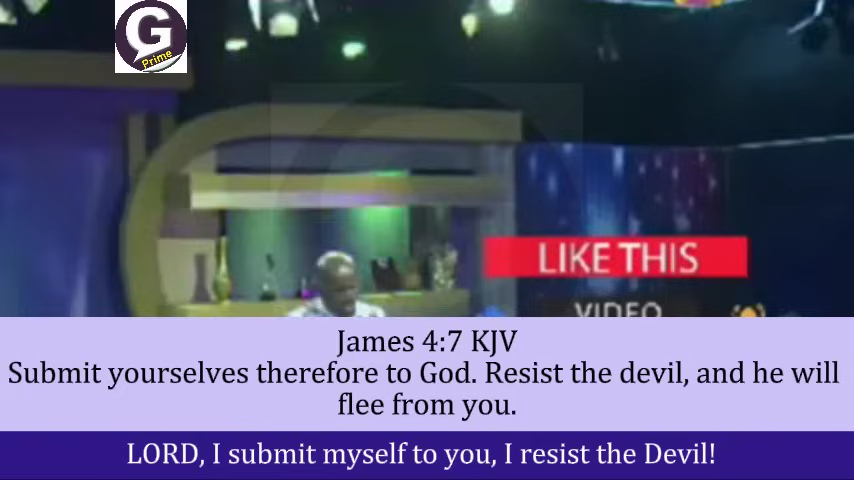 G
Prime
LIKE THIS
VIDEO
James 4:7 KJV
Submit yourselves therefore to God. Resist the devil, and he will
flee from you.
LORD, I submit myself to you, I resist the Devil!